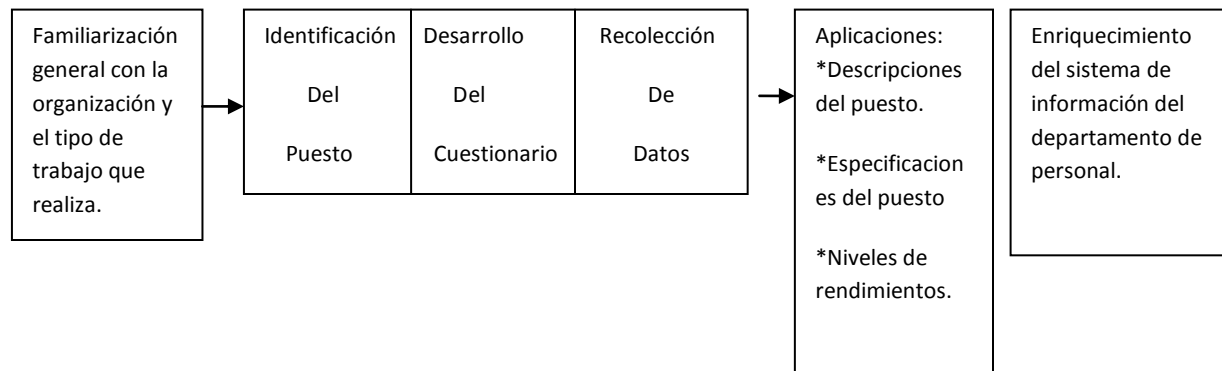 Familiarización
general con la
organización y
el tipo de
trabajo que
realiza.
Identificación
Del
Puesto
Desarrollo
Del
Cuestionario
Recolección
De
Datos
Aplicaciones:
*Descripciones
del puesto.
*Especificacion
es del puesto
*Niveles de
rendimientos.
Enriquecimiento
del sistema de
información del
departamento de
personal.